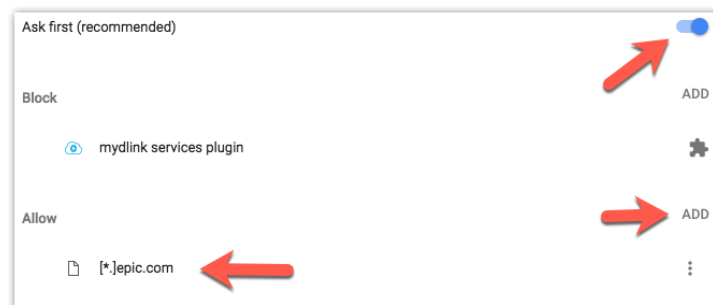 Ask first (recommended)
Block ADD
mydlink services plugin
Allow ADD
[*.]epic.com